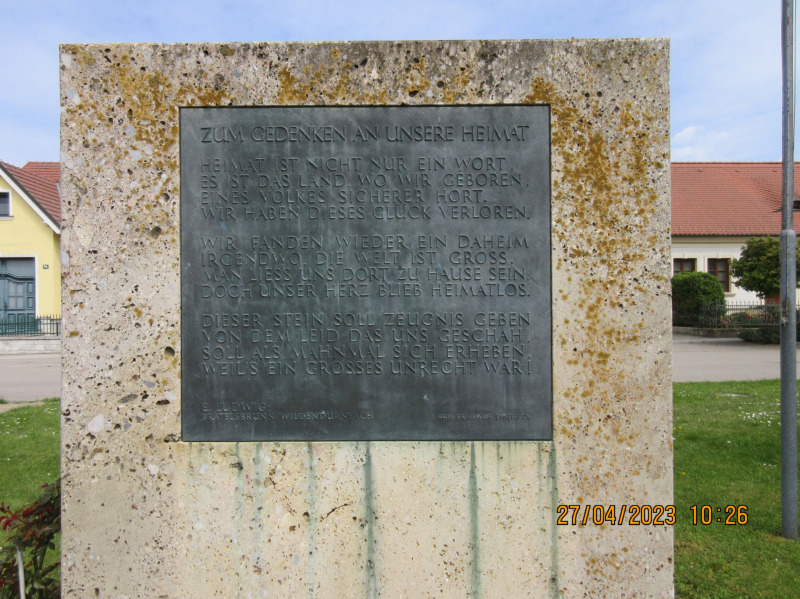 ZUM GEDENKEN AN UNSERE HEIMAT
HEIMAT IST NICHT NUR EIN WORT,
ES IST DAS LAND, WO WIR GEBOREN,
EINES VOLKES SICHERER HORT.
WIR HABEN DIESES GLÜCK VERLOREN.
WIR FANDEN WIEDER EIN DAHEIM
IRGENDWO, DIE WELT IST GROSS.
MAN LIESS UNS DORT ZU HAUSE SEIN.
DOCH UNSER HERZ BLIEB HEIMATLOS.
DIESER STEIN SOLL ZEUGNIS GEBEN
VON DEM LEID DAS UNS GESCHAH,
SOLL ALS MAHNMAL SICH ERHEBEN,
WEIL'S EIN GROSSES UNRECHT WAR!
E. LUDWIG
BRATELSBRUNN/WILDENDÜRNBACH
27/04/2023 10:26